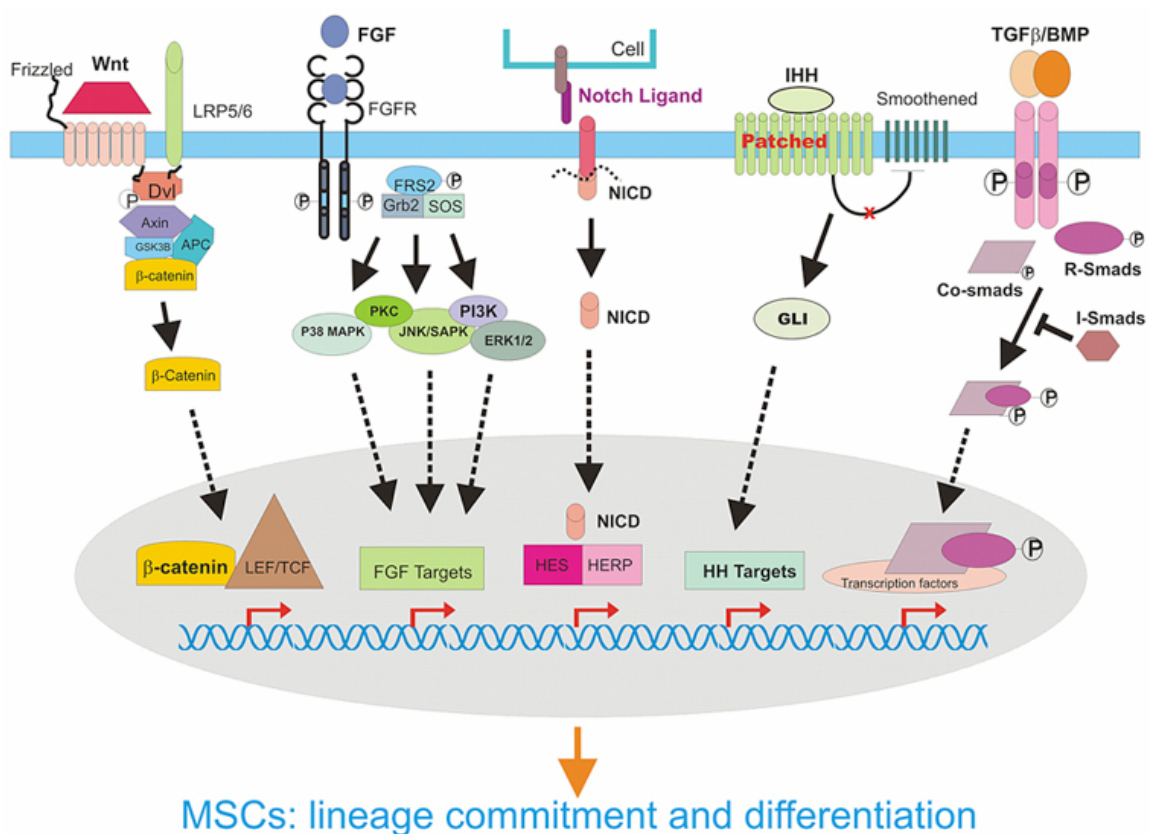 Frizzled
Wnt
LRP5/6
Dvl
P
Axin
GSK3B
APC
β-catenin
β-Catenin
FGF
FGFR
P
P
FRS2
P
Grb2
SOS
P38 MAPK
PKC
JNK/SAPK
PI3K
ERK1/2
Cell
Notch Ligand
NICD
NICD
IHH
Patched
Smoothened
x
GLI
TGFβ/BMP
P
P
Co-smads
P
R-Smads
P
I-Smads
P
P
β-catenin
LEF/TCF
FGF Targets
NICD
HES
HERP
HH Targets
P
Transcription factors
MSCs: lineage commitment and differentiation